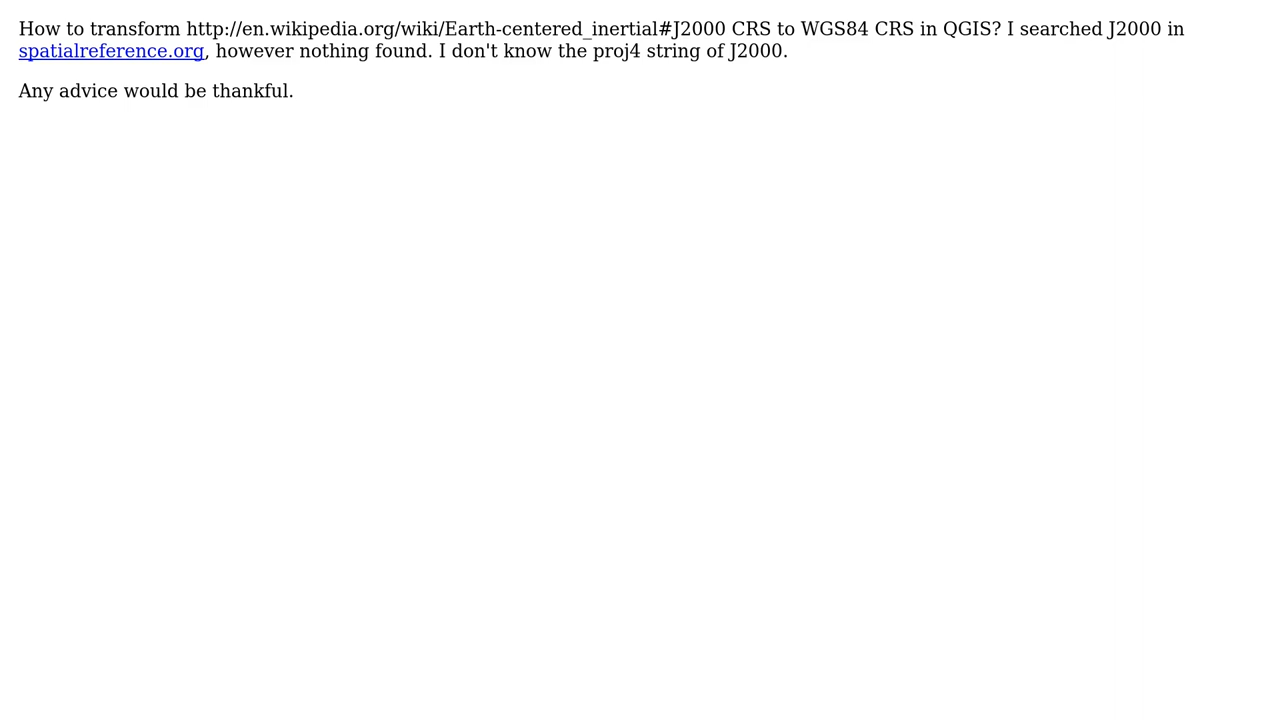 How to transform http://en.wikipedia.org/wiki/Earth-centered_inertial#J2000 CRS to WGS84 CRS in QGIS? I searched J2000 in
spatialreference.org, however nothing found. I don't know the proj4 string of J2000.
Any advice would be thankful.